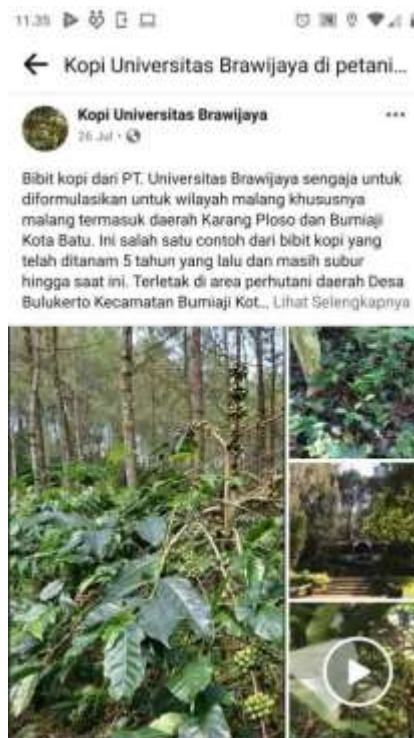 11.35
Kopi Universitas Brawijaya di petani...
Kopi Universitas Brawijaya
26 Jul
Bibit kopi dari PT. Universitas Brawijaya sengaja untuk
diformulasikan untuk wilayah malang khususnya
malang termasuk daerah Karang Ploso dan Bumiaji
Kota Batu. Ini salah satu contoh dari bibit kopi yang
telah ditanam 5 tahun yang lalu dan masih subur
hingga saat ini. Terletak di area perhutani daerah Desa
Bulukerto Kecamatan Bumiaji Kot... Lihat Selengkapnya